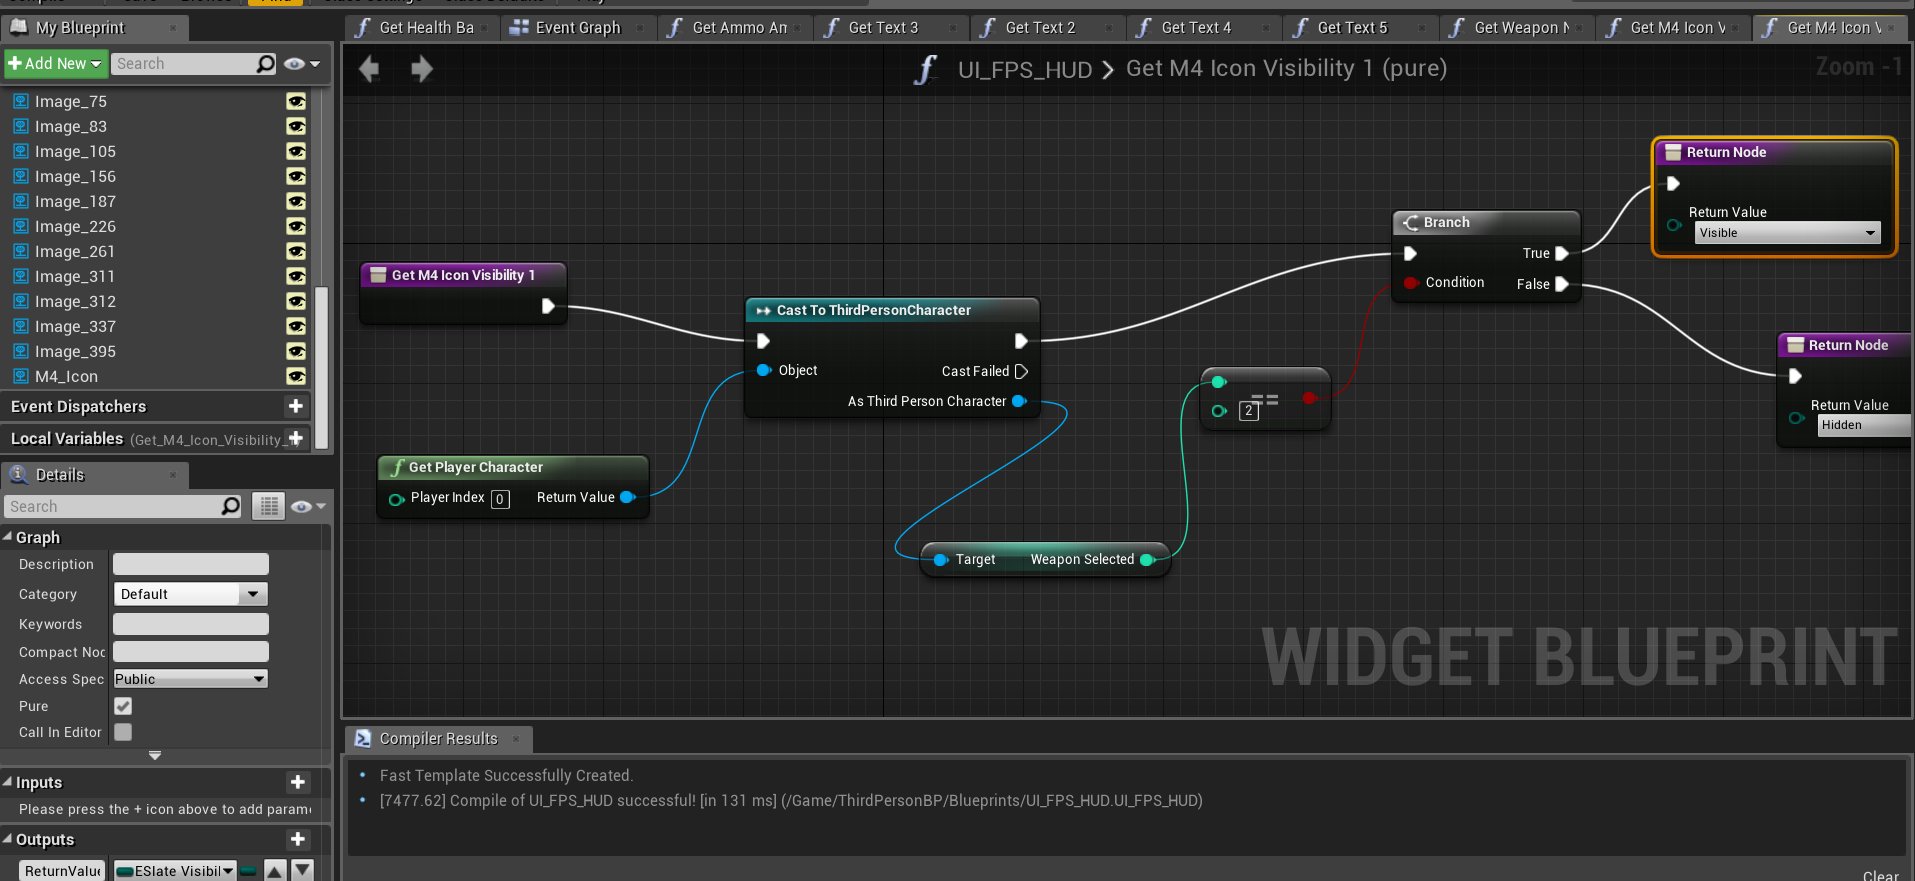 My Blueprint
Get Health Ba
Event Graph
Get Ammo An
Get Text 3
Get Text 2
Get Text 4
Get Text 5
Get Weapon N
Get M4 Icon V
Get M4 Icon V
Add New
Search
UI_FPS_HUD > Get M4 Icon Visibility 1 (pure)
Zoom -1
Image_75
Image_83
Image_105
Image_156
Image_187
Image_226
Image_261
Image_311
Image_312
Image_337
Image_395
M4_Icon
Event Dispatchers
Local Variables (Get_M4_Icon_Visibility_
Details
Search
Graph
Description
Category
Default
Keywords
Compact Noc
Access Spec
Public
Pure
Call In Editor
Inputs
Please press the + icon above to add parame
Outputs
ReturnValue
ESlate Visibil
Get M4 Icon Visibility 1
Cast To ThirdPersonCharacter
Object
Cast Failed
As Third Person Character
Get Player Character
Player Index 0
Return Value
Target
Weapon Selected
==
2
Branch
True
Condition
False
Return Node
Return Value
Visible
Return Node
Return Value
Hidden
WIDGET BLUEPRINT
Compiler Results
Fast Template Successfully Created.
[7477.62] Compile of UI_FPS_HUD successful! [in 131 ms] (/Game/ThirdPersonBP/Blueprints/UI_FPS_HUD.UI_FPS_HUD)
Clear